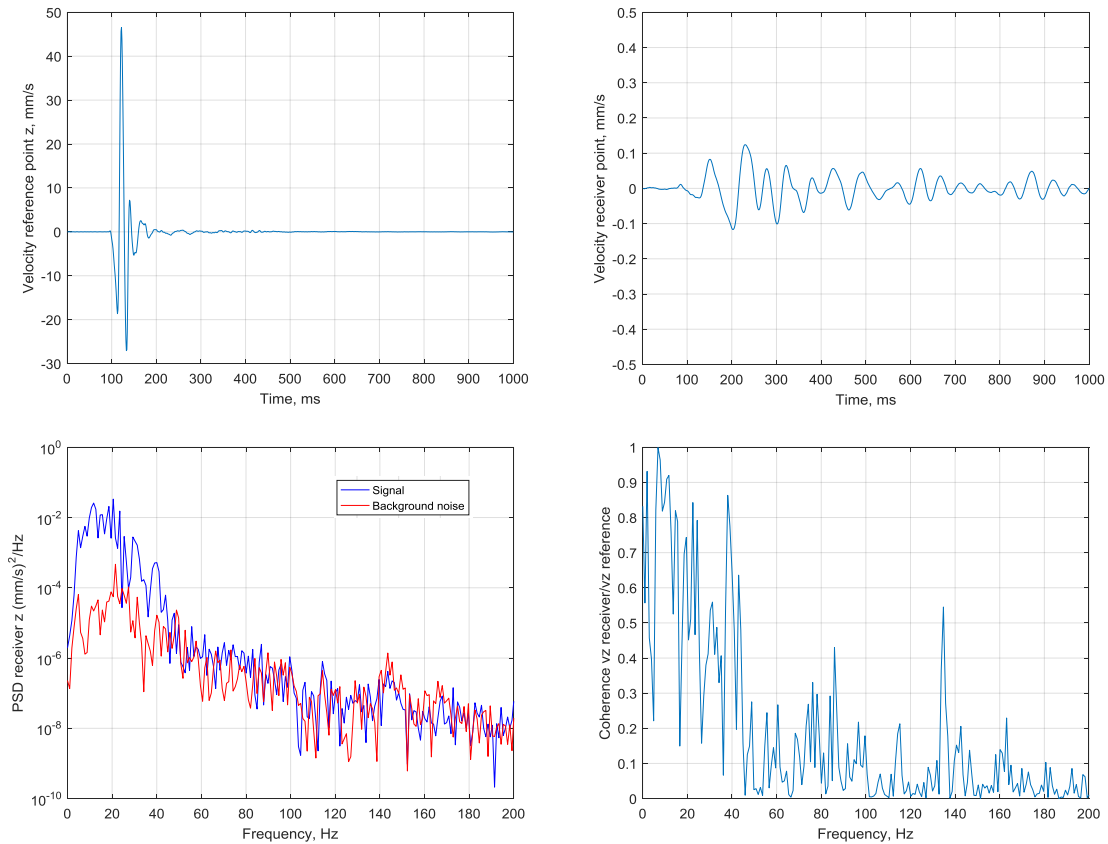 50
40
30
20
10
0
-10
-20
-30
Velocity reference point z, mm/s
0 100 200 300 400 500 600 700 800 900 1000
Time, ms
0.5
0.4
0.3
0.2
0.1
0
-0.1
-0.2
-0.3
-0.4
-0.5
Velocity receiver point, mm/s
0 100 200 300 400 500 600 700 800 900 1000
Time, ms
10^0
10^-2
10^-4
10^-6
10^-8
10^-10
PSD receiver z (mm/s)^2/Hz
Signal
Background noise
0 20 40 60 80 100 120 140 160 180 200
Frequency, Hz
1
0.9
0.8
0.7
0.6
0.5
0.4
0.3
0.2
0.1
0
Coherence vz receiver/vz reference
0 20 40 60 80 100 120 140 160 180 200
Frequency, Hz